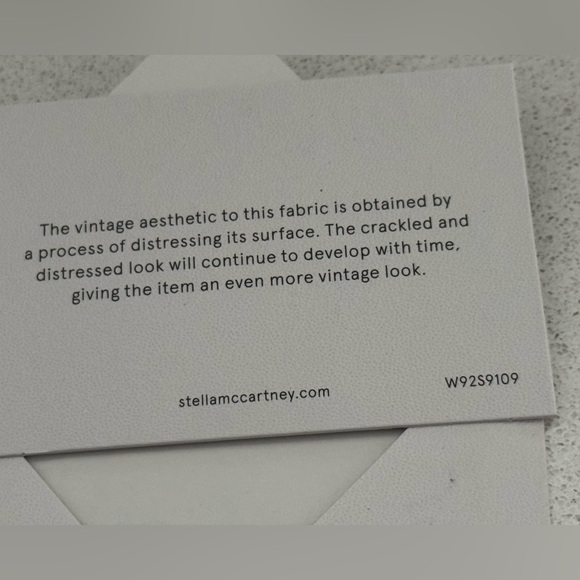 The vintage aesthetic to this fabric is obtained by
a process of distressing its surface. The crackled and
distressed look will continue to develop with time,
giving the item an even more vintage look.
stellamccartney.com
W92S9109